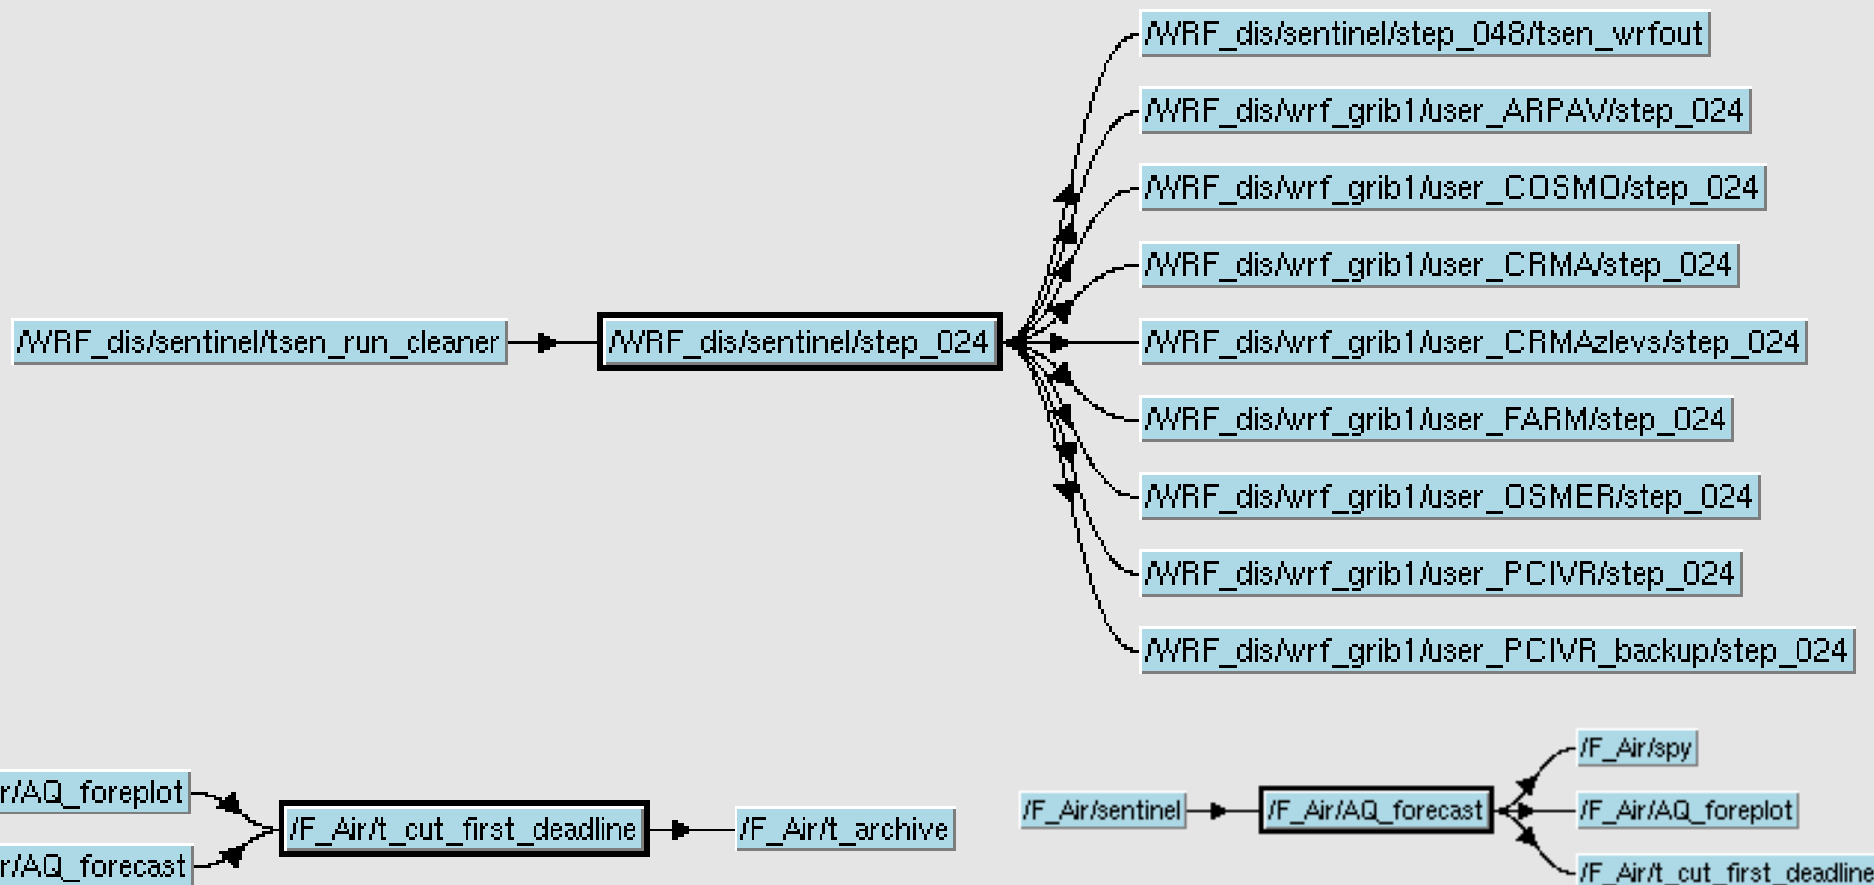 /WRF_dis/sentinel/step_048/tsen_wrfout
/WRF_dis/wrf_grib1/user_ARPAV/step_024
/WRF_dis/wrf_grib1/user_COSMO/step_024
/WRF_dis/wrf_grib1/user_CRMA/step_024
/WRF_dis/sentinel/tsen_run_cleaner
/WRF_dis/sentinel/step_024
/WRF_dis/wrf_grib1/user_CRMAzlevs/step_024
/WRF_dis/wrf_grib1/user_FARM/step_024
/WRF_dis/wrf_grib1/user_OSMER/step_024
/WRF_dis/wrf_grib1/user_PCIVR/step_024
/WRF_dis/wrf_grib1/user_PCIVR_backup/step_024
r/AQ_foreplot
r/AQ_forecast
/F_Air/t_cut_first_deadline
/F_Air/t_archive
/F_Air/sentinel
/F_Air/AQ_forecast
/F_Air/spy
/F_Air/AQ_foreplot
/F_Air/t_cut_first_deadline